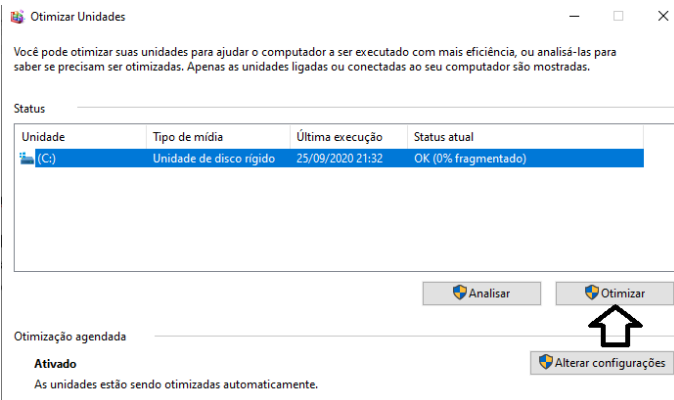 Otimizar Unidades
Você pode otimizar suas unidades para ajudar o computador a ser executado com mais eficiência, ou analisá-las para
saber se precisam ser otimizadas. Apenas as unidades ligadas ou conectadas ao seu computador são mostradas.
Status
Unidade Tipo de mídia Última execução Status atual
(C:) Unidade de disco rígido 25/09/2020 21:32 OK (0% fragmentado)
Analisar Otimizar
Otimização agendada
Ativado Alterar configurações
As unidades estão sendo otimizadas automaticamente.